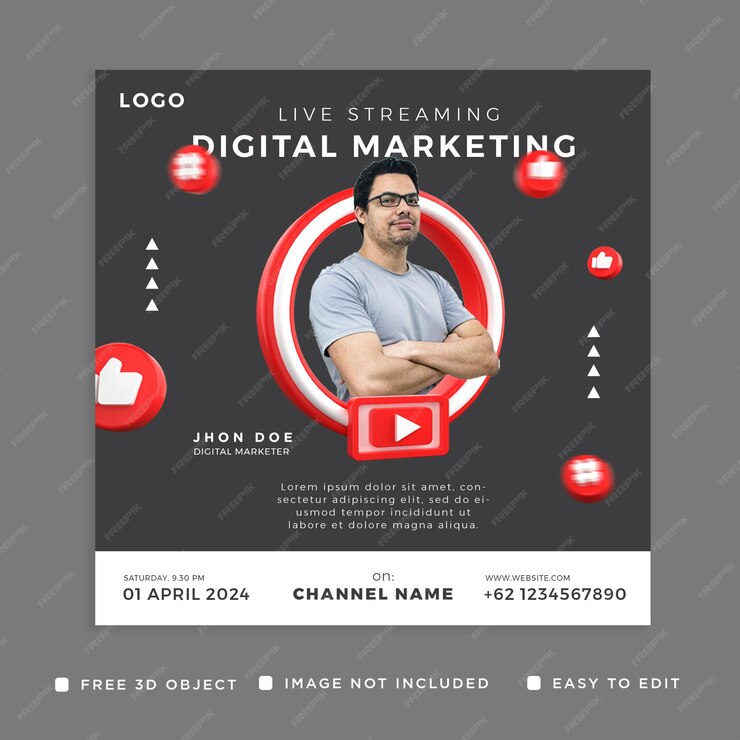 LOGO
LIVE STREAMING
DIGITAL MARKETING
JHON DOE
DIGITAL MARKETER
Lorem ipsum dolor sit amet, con-
sectetur adipiscing elit, sed do ei-
usmod tempor incididunt ut
labore et dolore magna aliqua.
SATURDAY, 9.30 PM
01 APRIL 2024
on:
CHANNEL NAME
WWW.WEBSITE.COM
+62 1234567890
FREE 3D OBJECT
IMAGE NOT INCLUDED
EASY TO EDIT
FREEPIK